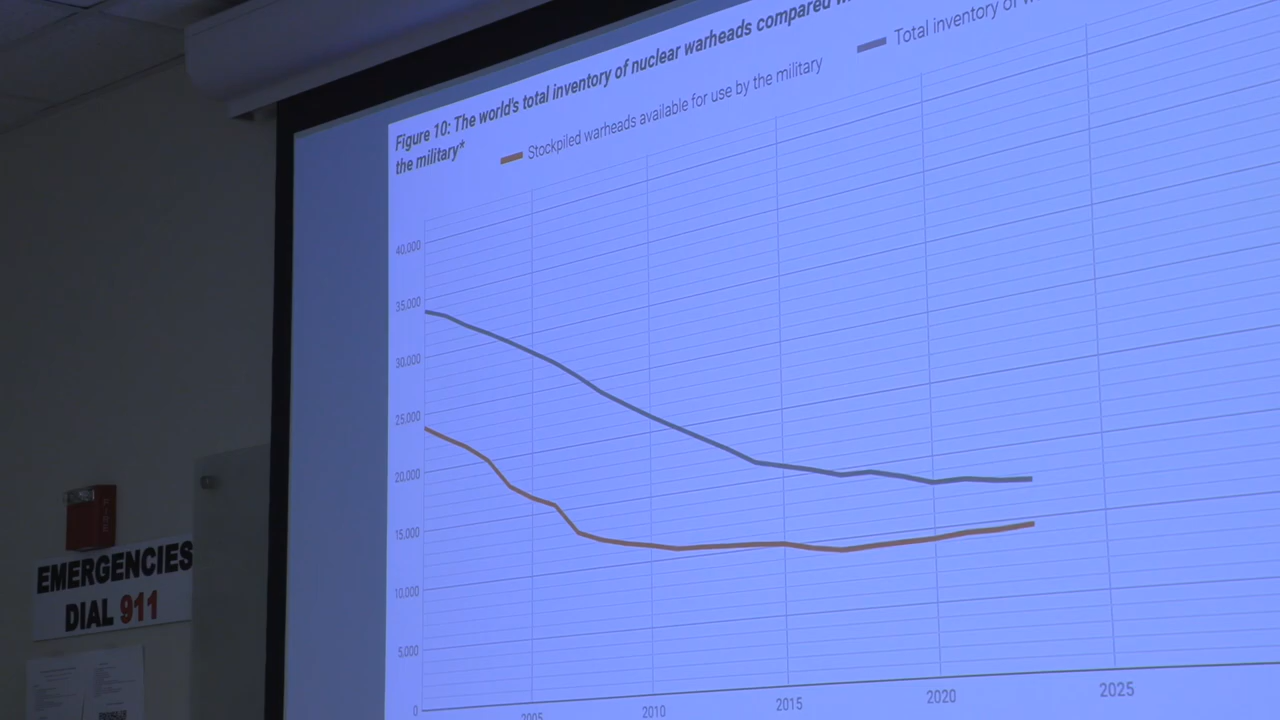 Figure 10: The world's total inventory of nuclear warheads compared
the military*
Stockpiled warheads available for use by the military
Total inventory of
40.000
35.000
30.000
25.000
20.000
15.000
10.000
5.000
0
2005
2010
2015
2020
2025
FIRE
EMERGENCIES
DIAL 911